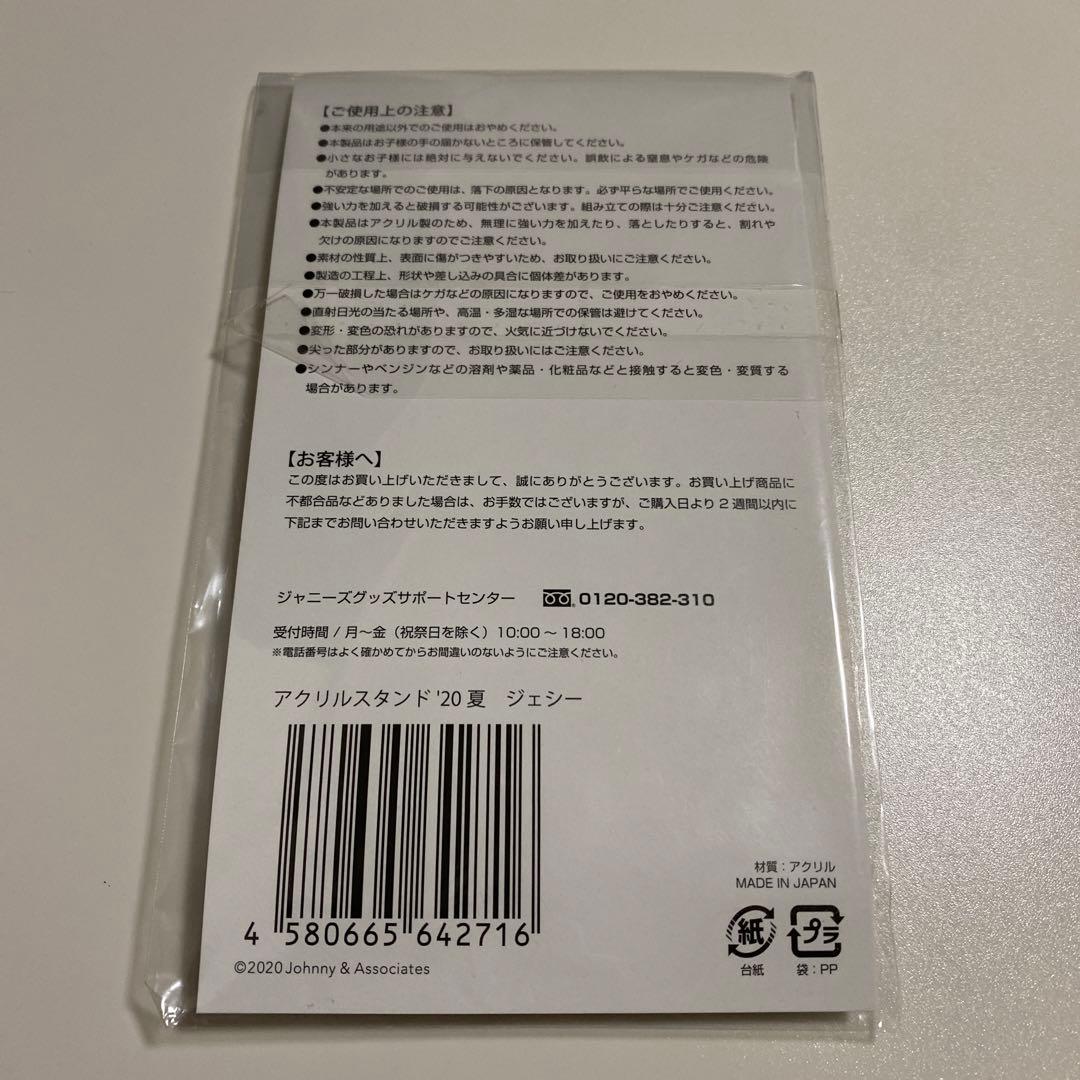 【ご使用上の注意】
●本来の用途以外でのご使用はおやめください。
●本製品はお子様の手の届かないところに保管してください。
●小さなお子様には絶対に与えないでください。誤飲による窒息やケガなどの危険
があります。
●不安定な場所でのご使用は、落下の原因となります。必ず平らな場所でご使用ください。
●強い力を加えると破損する可能性がございます。組み立ての際は十分ご注意ください。
●本製品はアクリル製のため、無理に強い力を加えたり、落としたりすると、割れや
欠けの原因になりますのでご注意ください。
●素材の性質上、表面に傷がつきやすいため、お取り扱いにご注意ください。
●製造の工程上、形状や差し込みの具合に個体差があります。
●万一破損した場合はケガなどの原因になりますので、ご使用をおやめください。
●直射日光の当たる場所や、高温・多湿な場所での保管は避けてください。
●変形・変色の恐れがありますので、火気に近づけないでください。
●尖った部分がありますので、お取り扱いにはご注意ください。
●シンナーやベンジンなどの溶剤や薬品・化粧品などと接触すると変色・変質する
場合があります。
【お客様へ】
この度はお買い上げいただきまして、誠にありがとうございます。お買い上げ商品に
不都合品などありました場合は、お手数ではございますが、ご購入日より2週間以内に
下記までお問い合わせいただきますようお願い申し上げます。
ジャニーズグッズサポートセンター 0120-382-310
受付時間 / 月〜金（祝祭日を除く）10:00 〜 18:00
※電話番号はよく確かめてからお間違いのないようにご注意ください。
アクリルスタンド '20 夏　ジェシー
4 580665 642716
©2020 Johnny & Associates
材質：アクリル
MADE IN JAPAN
紙 プラ
台紙 袋：PP